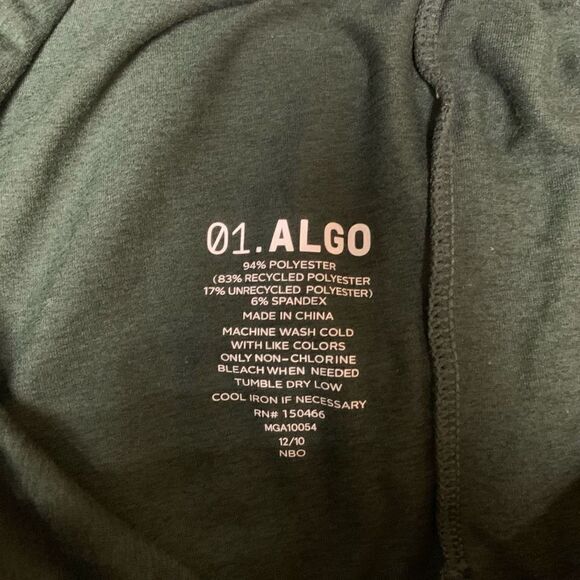 01.ALGO
94% POLYESTER
(83% RECYCLED POLYESTER
17% UNRECYCLED POLYESTER)
6% SPANDEX
MADE IN CHINA
MACHINE WASH COLD
WITH LIKE COLORS
ONLY NON-CHLORINE
BLEACH WHEN NEEDED
TUMBLE DRY LOW
COOL IRON IF NECESSARY
RN# 150466
MGA10054
12/10
NBO